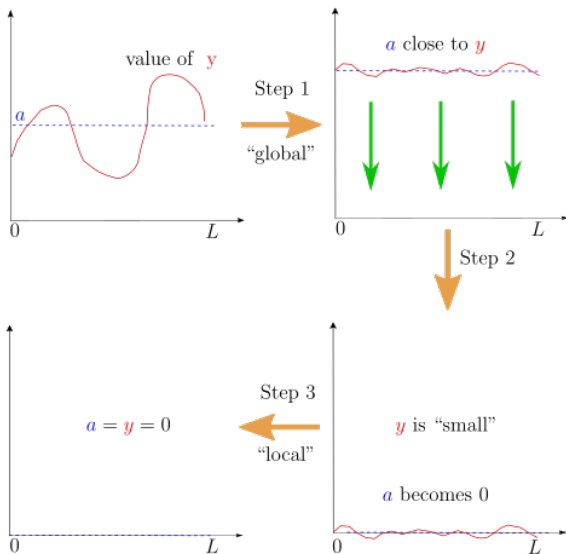 value of y
a
0 L
Step 1
“global”
a close to y
0 L
Step 2
y is “small”
a becomes 0
0 L
Step 3
“local”
a = y = 0
0 L